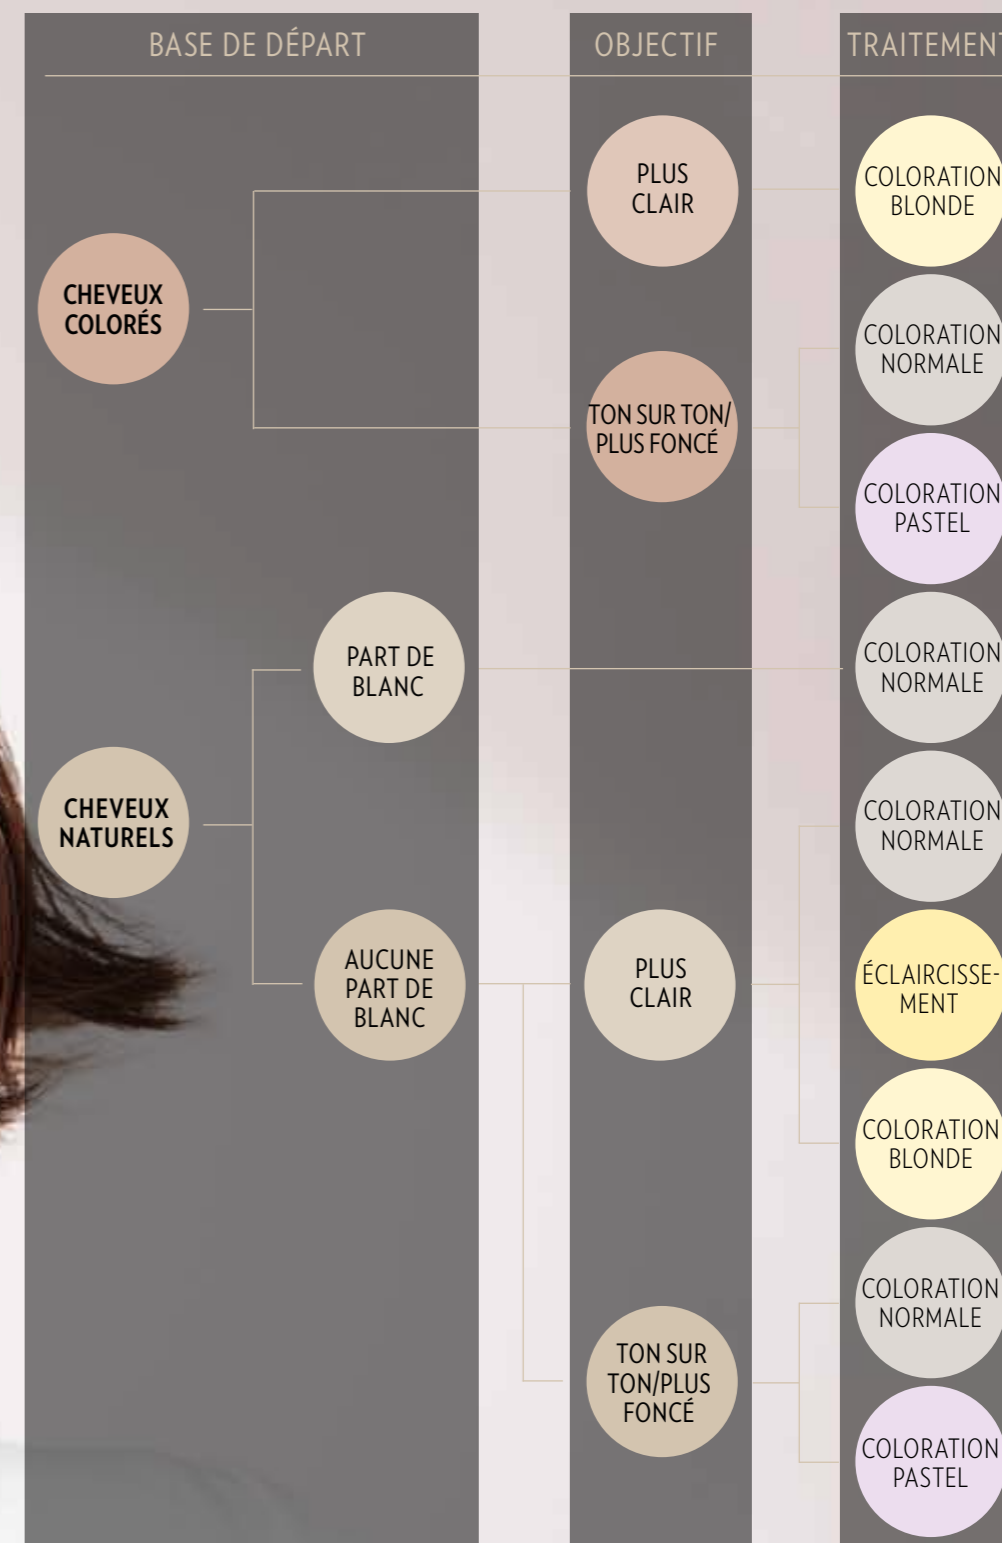 BASE DE DÉPART
OBJECTIF
TRAITEMENT
CHEVEUX
COLORÉS
PLUS
CLAIR
COLORATION
BLONDE
TON SUR TON/
PLUS FONCÉ
COLORATION
NORMALE
COLORATION
PASTEL
CHEVEUX
NATURELS
PART DE
BLANC
COLORATION
NORMALE
AUCUNE
PART DE
BLANC
PLUS
CLAIR
COLORATION
NORMALE
ÉCLAIRCISSE-
MENT
COLORATION
BLONDE
TON SUR
TON/PLUS
FONCÉ
COLORATION
NORMALE
COLORATION
PASTEL